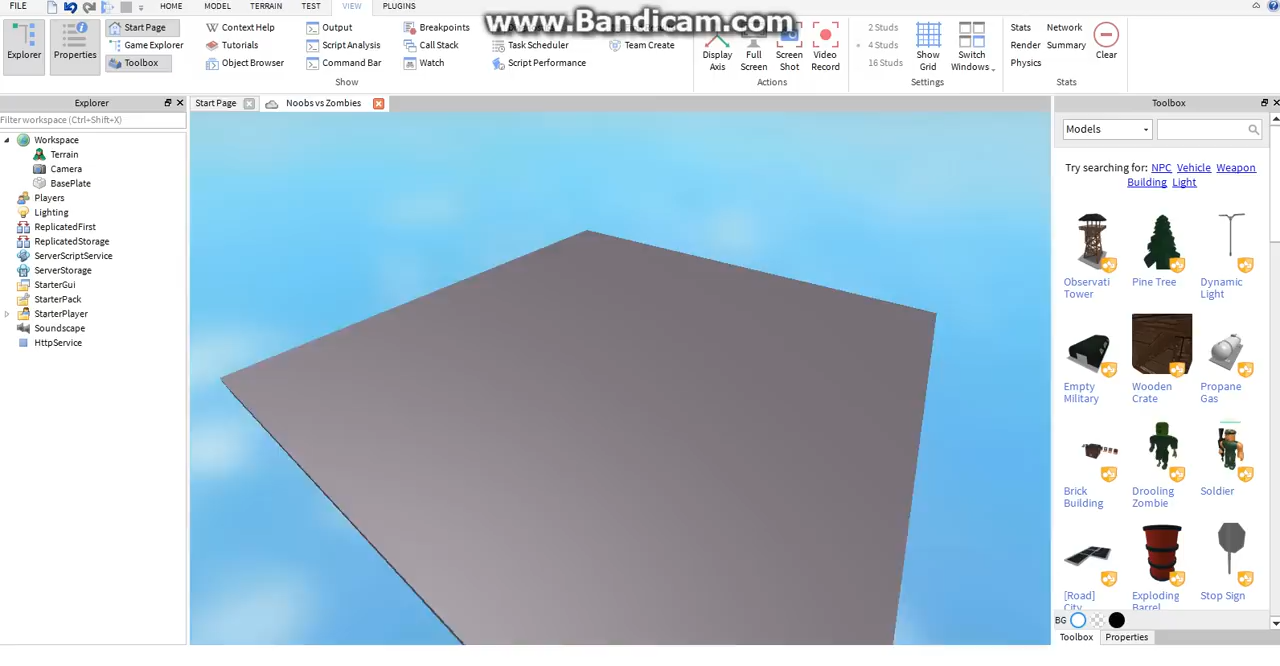 FILE HOME MODEL TERRAIN TEST VIEW PLUGINS
www.Bandicam.com
Explorer
Properties
Start Page
Game Explorer
Toolbox
Context Help
Tutorials
Object Browser
Output
Script Analysis
Command Bar
Breakpoints
Call Stack
Watch
Task Scheduler
Script Performance
Team Create
Show
Display Axis
Full Screen
Screen Shot
Video Record
Actions
2 Studs
4 Studs
16 Studs
Show Grid
Switch Windows
Settings
Stats Network
Render Summary
Physics
Clear
Stats
Explorer
Filter workspace (Ctrl+Shift+X)
Workspace
Terrain
Camera
BasePlate
Players
Lighting
ReplicatedFirst
ReplicatedStorage
ServerScriptService
ServerStorage
StarterGui
StarterPack
StarterPlayer
Soundscape
HttpService
Start Page Noobs vs Zombies
Toolbox
Models
Try searching for: NPC Vehicle Weapon
Building Light
Observati Pine Tree Dynamic
Tower Light
Empty Wooden Propane
Military Crate Gas
Brick Drooling Soldier
Building Zombie
[Road] Exploding Stop Sign
City Barrel
BG
Toolbox Properties